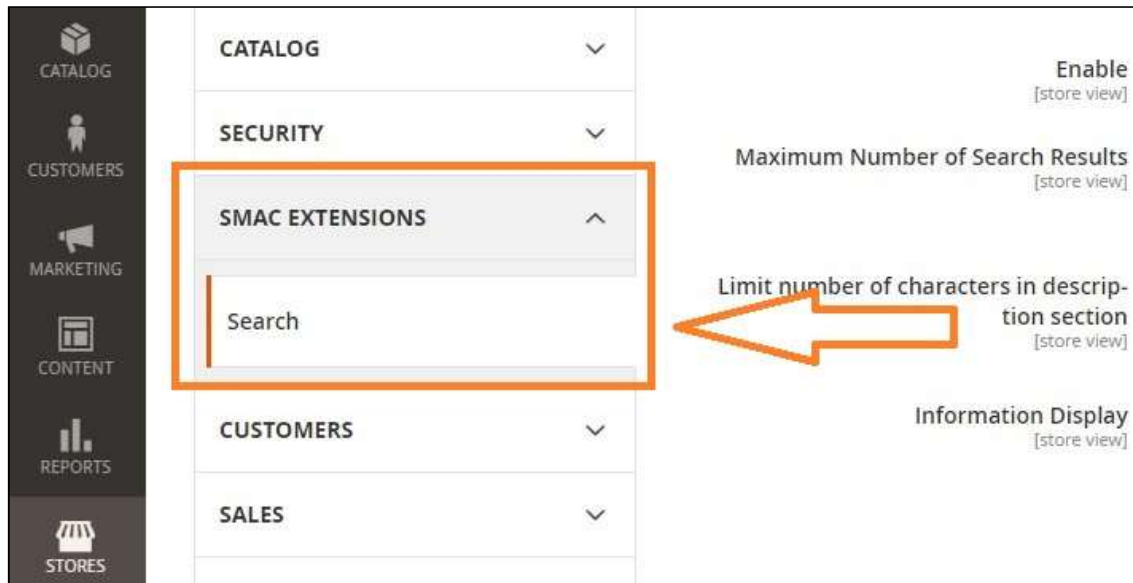 CATALOG
CUSTOMERS
MARKETING
CONTENT
REPORTS
STORES
CATALOG
SECURITY
SMAC EXTENSIONS
Search
CUSTOMERS
SALES
Enable
[store view]
Maximum Number of Search Results
[store view]
Limit number of characters in descrip-
tion section
[store view]
Information Display
[store view]